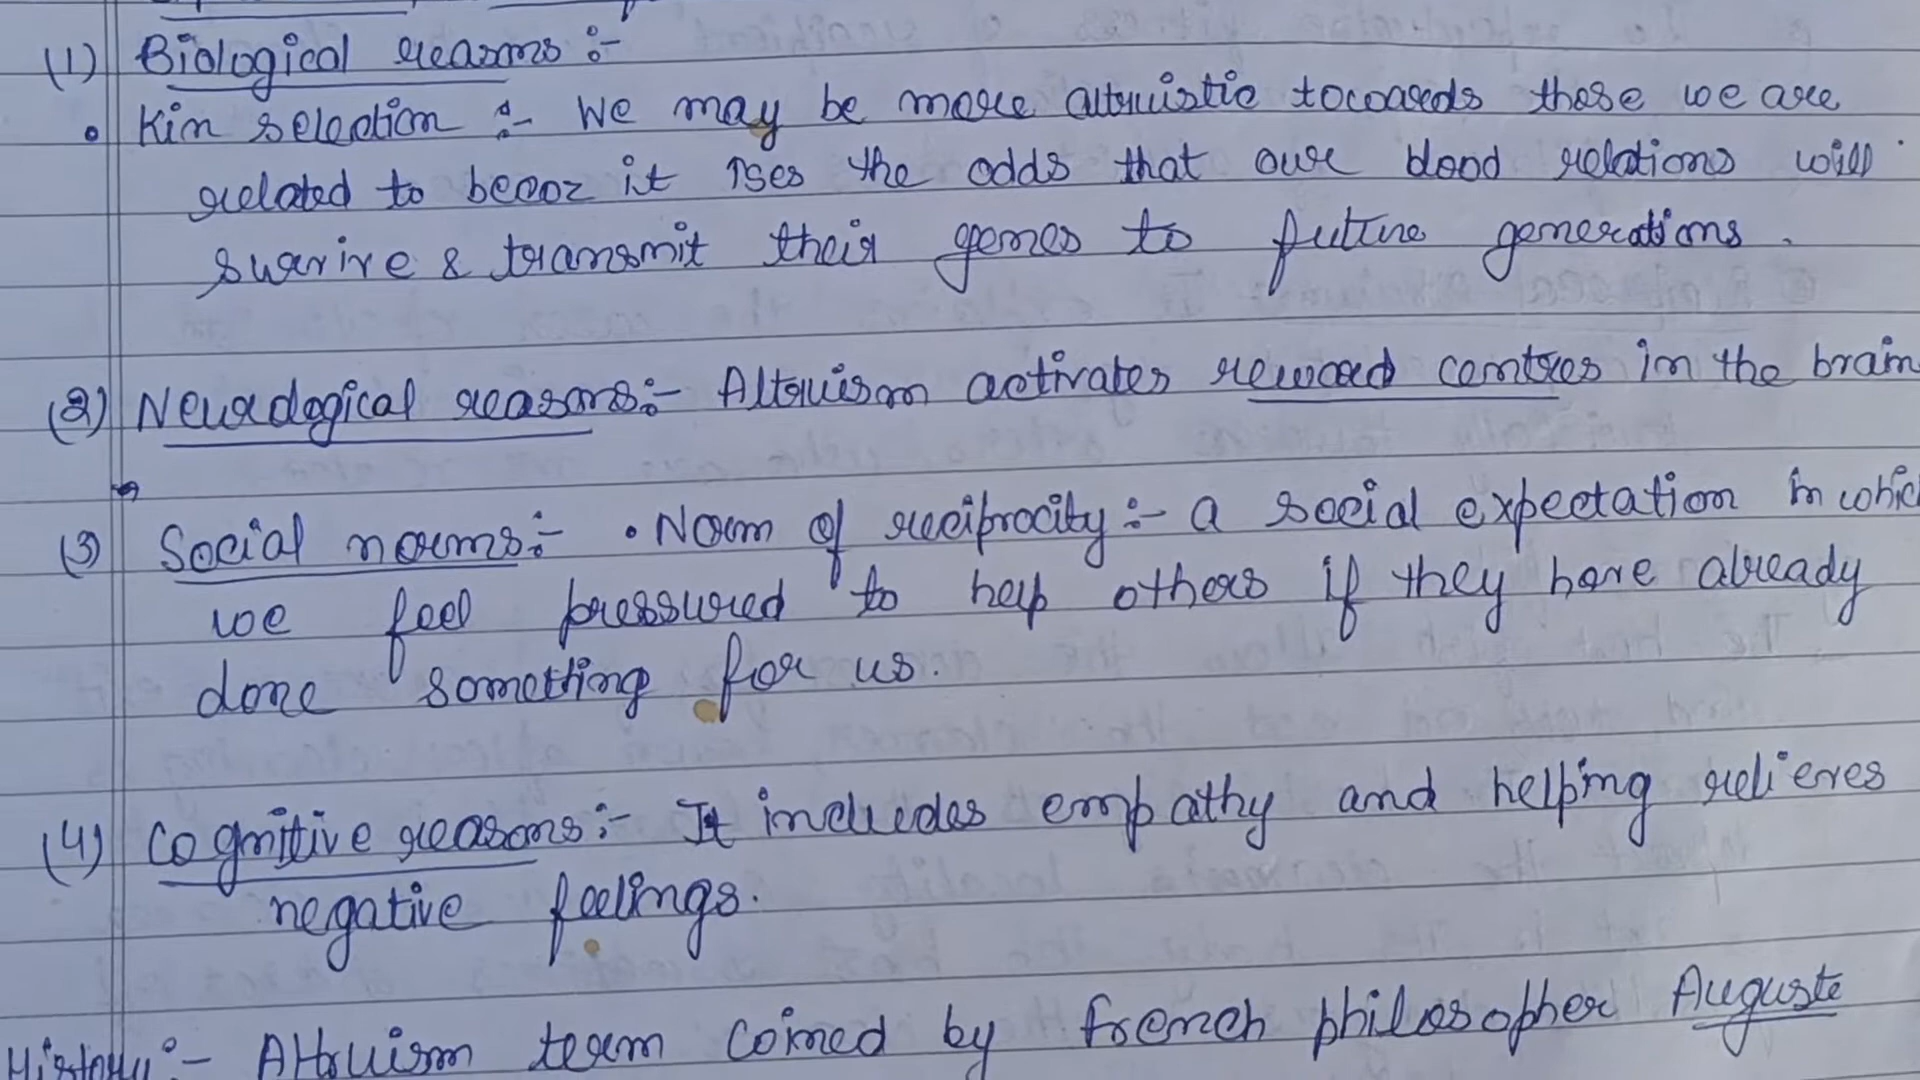 (1) Biological reasons :-
• Kin selection :- We may be more altruistic towards those we are
related to becoz it ↑ses the odds that our blood relations will
survive & transmit their genes to future generations.
(2) Neurological reasons:- Altruism activates reward centres in the brain
(3) Social norms:- • Norm of reciprocity :- a social expectation in which
we feel pressured to help others if they have already
done something for us.
(4) Cognitive reasons:- It includes empathy and helping relieves
negative feelings.
History:- Altruism term coined by french philosopher Auguste